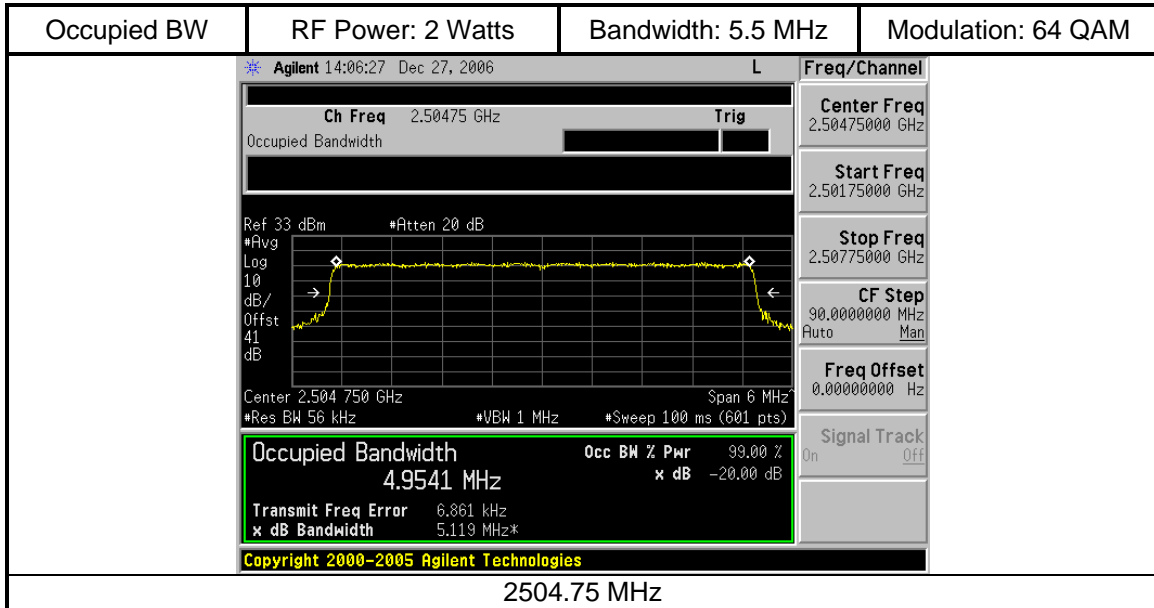 Occupied BW RF Power: 2 Watts Bandwidth: 5.5 MHz Modulation: 64 QAM
Agilent 14:06:27 Dec 27, 2006 L Freq/Channel
Ch Freq 2.50475 GHz Trig
Occupied Bandwidth
Center Freq
2.50475000 GHz
Start Freq
2.50175000 GHz
Stop Freq
2.50775000 GHz
CF Step
90.0000000 MHz
Auto Man
Freq Offset
0.00000000 Hz
Signal Track
On Off
Ref 33 dBm #Atten 20 dB
#Avg
Log
10
dB/
Offst
41
dB
Center 2.504 750 GHz Span 6 MHz^
#Res BW 56 kHz #VBW 1 MHz #Sweep 100 ms (601 pts)
Occupied Bandwidth Occ BW % Pwr 99.00 %
4.9541 MHz x dB -20.00 dB
Transmit Freq Error 6.861 kHz
x dB Bandwidth 5.119 MHz*
Copyright 2000-2005 Agilent Technologies
2504.75 MHz